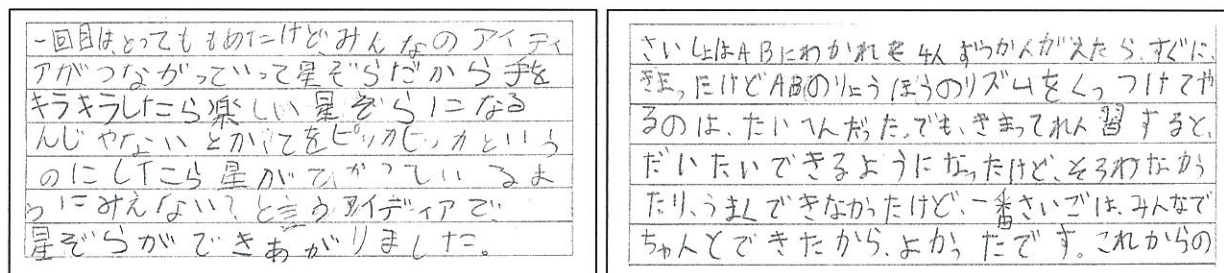 一回目は、とってももめたけど、みんなのアイディ
アがつながっていって星ぞらだから手を
キラキラしたら楽しい星ぞらになる
んじゃないとかてをピッカピッカという
のにしたら星がひかっているよ
うにみえない？と言うアイディアで、
星ぞらができあがりました。
さいしょはABにわかれ4人ずつかんがえたら、すぐに、
きまったけどABのりょうほうのリズムをくっつけてや
るのは、たいへんだった。でも、きまってれん習すると、
だいたいできるようになったけど、そろわなかっ
たり、うまくできなかったけど、一番さいごは、みんなで
ちゃんとできたから、よかったです。これからの